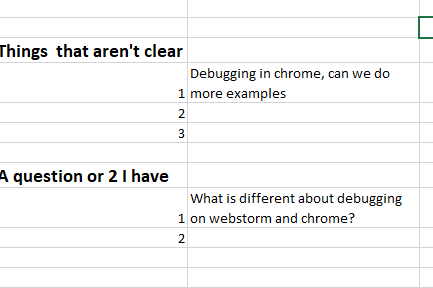 Things  that aren't clear
Debugging in chrome, can we do
1 more examples
2
3
A question or 2 I have
What is different about debugging
1 on webstorm and chrome?
2